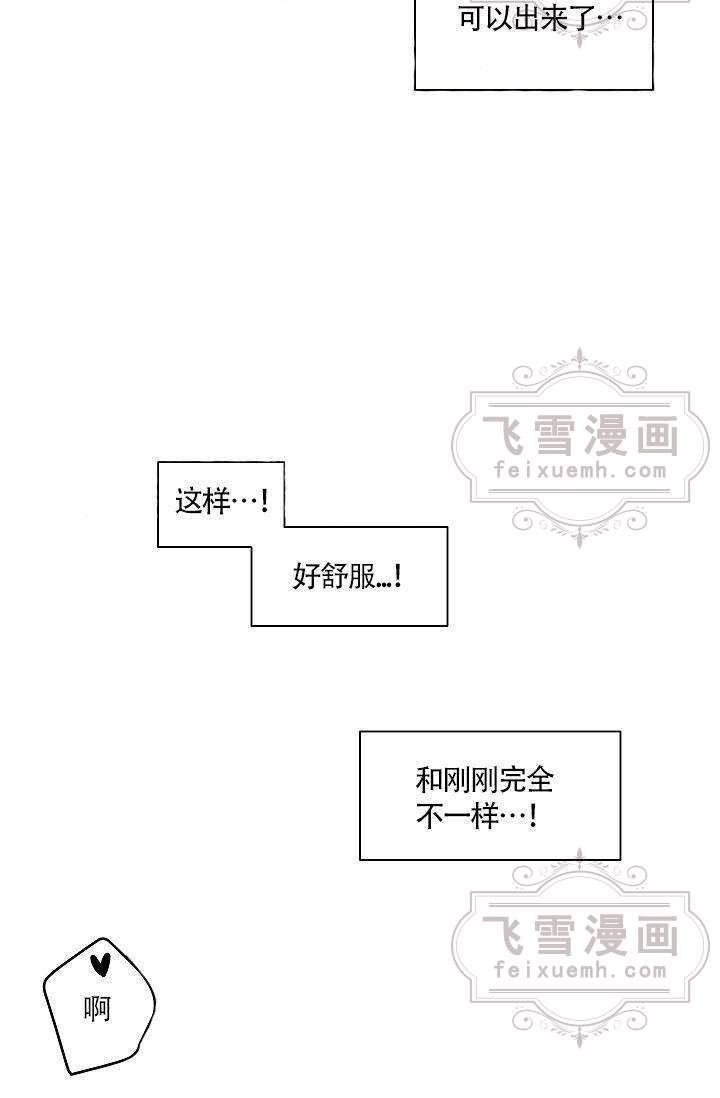 可以出来了…
飞雪漫画
feixuemh.com
这样…!
好舒服...!
和刚刚完全
不一样…!
飞雪漫画
feixuemh.com
啊